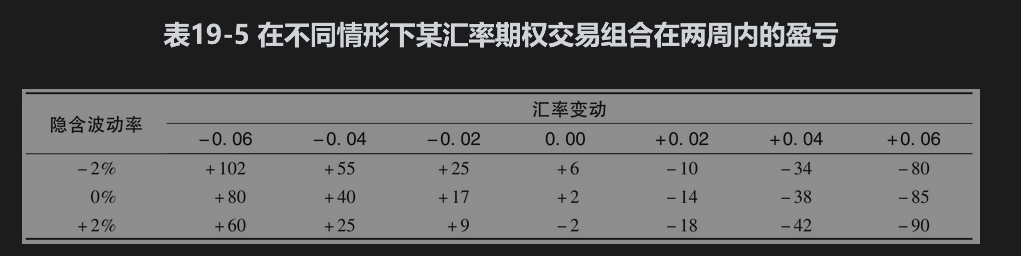 表19-5 在不同情形下某汇率期权交易组合在两周内的盈亏
隐含波动率 汇率变动
-0.06 -0.04 -0.02 0.00 +0.02 +0.04 +0.06
-2% +102 +55 +25 +6 -10 -34 -80
0% +80 +40 +17 +2 -14 -38 -85
+2% +60 +25 +9 -2 -18 -42 -90